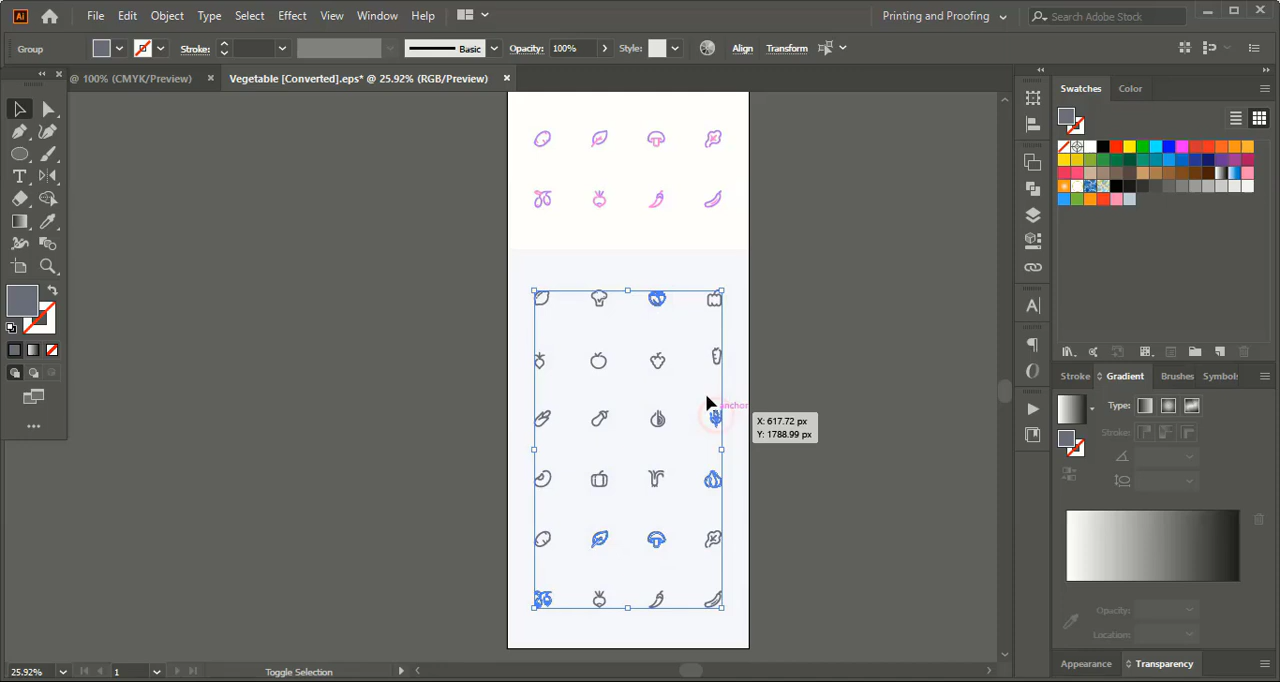 Ai File Edit Object Type Select Effect View Window Help Printing and Proofing Search Adobe Stock
Group Stroke: Basic Opacity: 100% Style: Align Transform
@ 100% (CMYK/Preview) × Vegetable [Converted].eps* @ 25.92% (RGB/Preview) ×
Swatches Color
anchor
X: 617.72 px
Y: 1788.99 px
Stroke Gradient Brushes Symbols
Type:
Stroke:
Opacity:
Location:
Appearance Transparency
25.92% 1 Toggle Selection